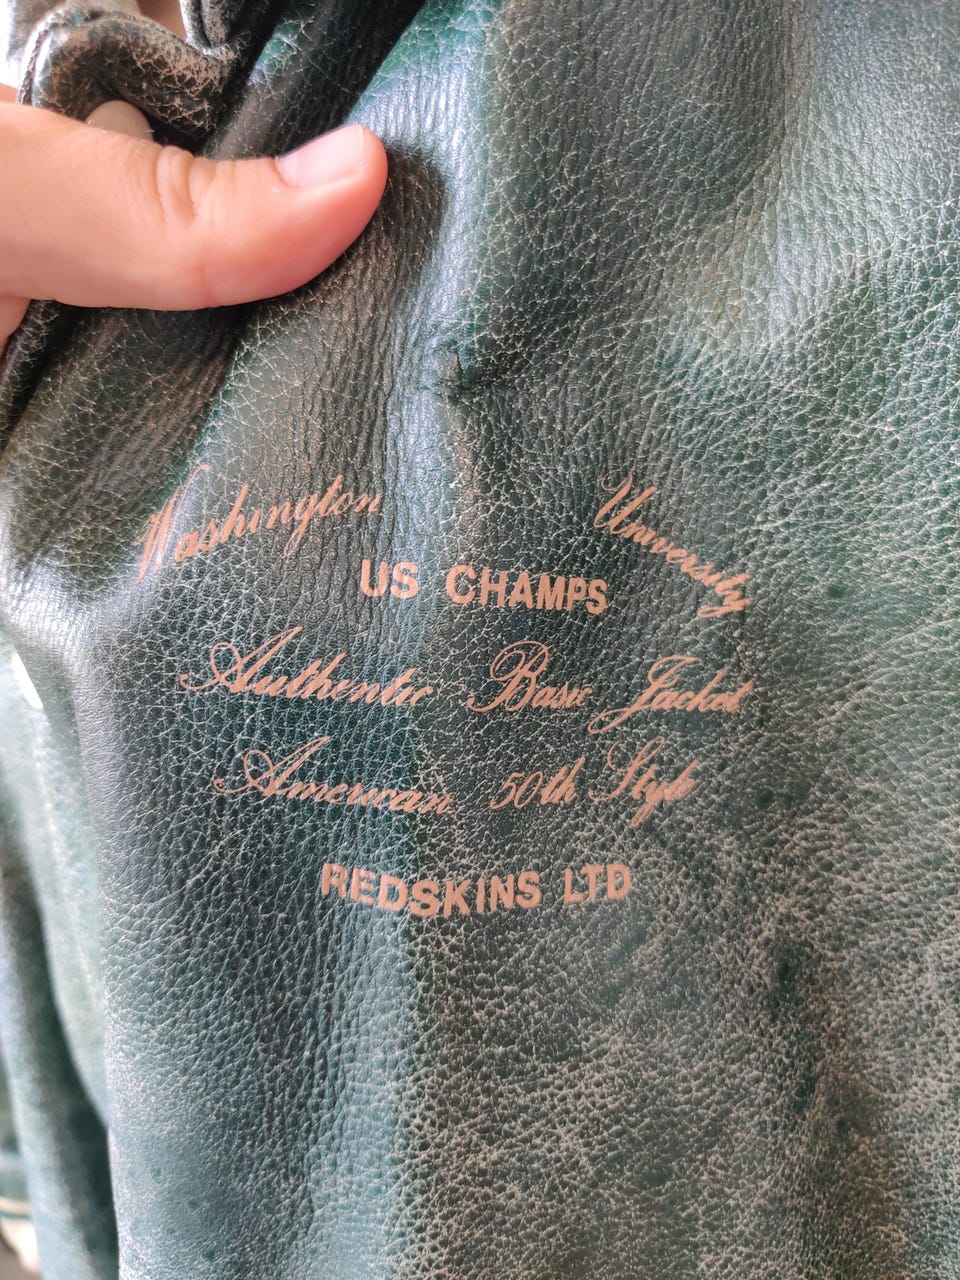 Washington University
US CHAMPS
Authentic Basic Jacket
American 50th Style
REDSKINS LTD